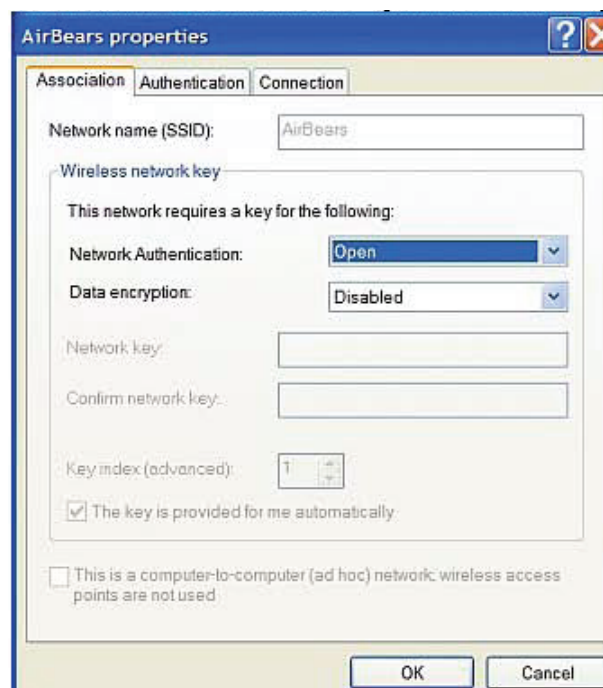 AirBears properties
Association Authentication Connection
Network name (SSID): AirBears
Wireless network key
This network requires a key for the following:
Network Authentication: Open
Data encryption: Disabled
Network key:
Confirm network key:
Key index (advanced): 1
The key is provided for me automatically
This is a computer-to-computer (ad hoc) network; wireless access
points are not used
OK Cancel